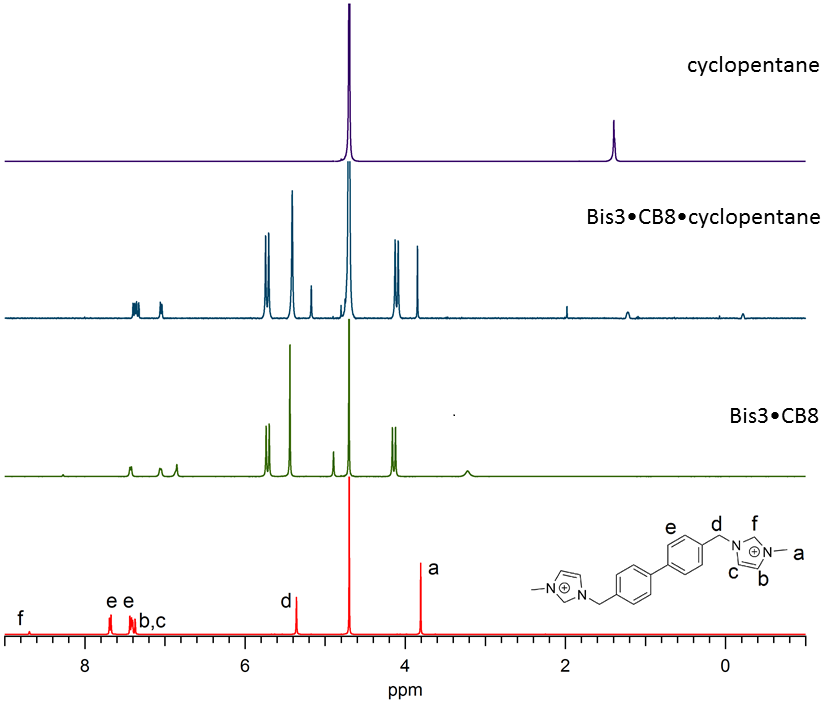 cyclopentane
Bis3•CB8•cyclopentane
Bis3•CB8
e d f
N N
+
a
c b
N + N
f e e b,c d a
8 6 4 2 0
ppm